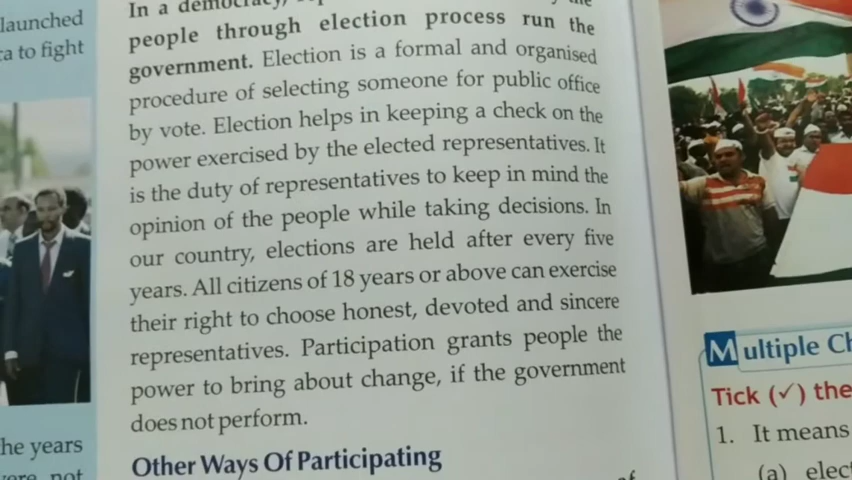 launched
a to fight
he years
In a democracy,
people through election process run the
government. Election is a formal and organised
procedure of selecting someone for public office
by vote. Election helps in keeping a check on the
power exercised by the elected representatives. It
is the duty of representatives to keep in mind the
opinion of the people while taking decisions. In
our country, elections are held after every five
years. All citizens of 18 years or above can exercise
their right to choose honest, devoted and sincere
representatives. Participation grants people the
power to bring about change, if the government
does not perform.
Other Ways Of Participating
Multiple Ch
Tick (✓) the
1. It means
(a) elect